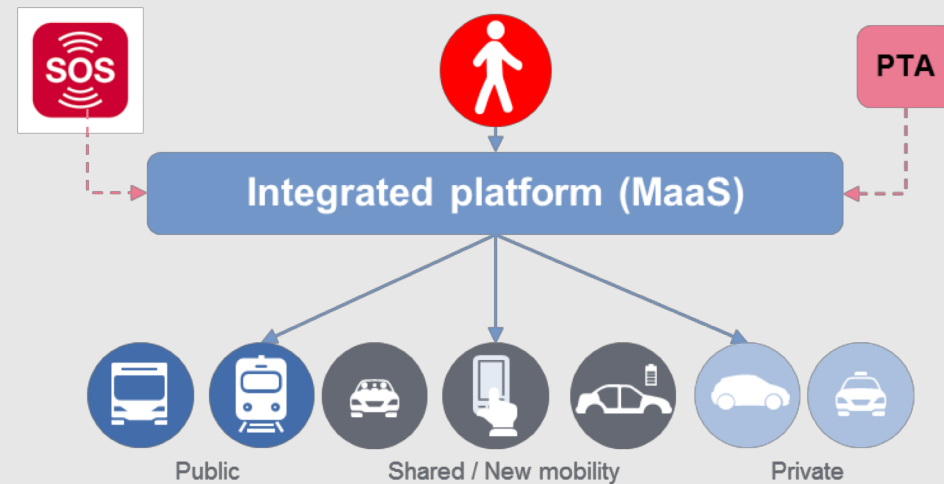 SOS
PTA
Integrated platform (MaaS)
Public
Shared / New mobility
Private